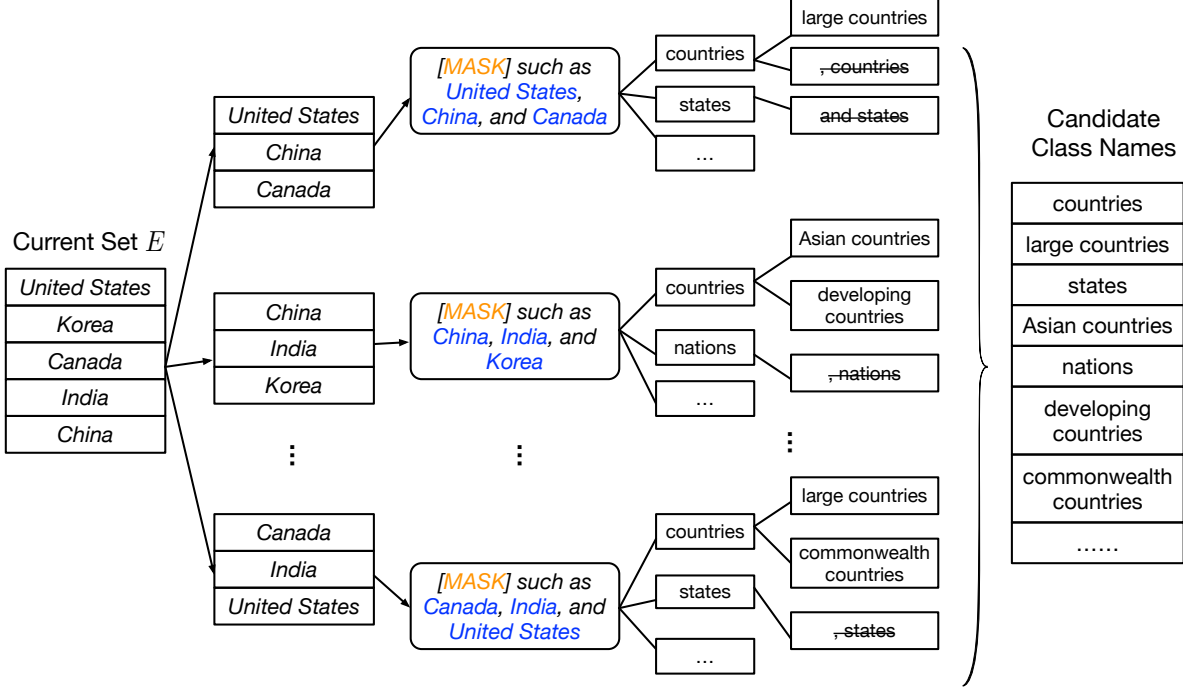 Current Set E
United States
Korea
Canada
India
China
United States
China
Canada
China
India
Korea
⋮
Canada
India
United States
[MASK] such as
United States,
China, and Canada
[MASK] such as
China, India, and
Korea
⋮
[MASK] such as
Canada, India, and
United States
countries
states
...
large countries
, countries
and states
countries
nations
...
Asian countries
developing
countries
, nations
⋮
countries
states
...
large countries
commonwealth
countries
, states
Candidate
Class Names
countries
large countries
states
Asian countries
nations
developing
countries
commonwealth
countries
......